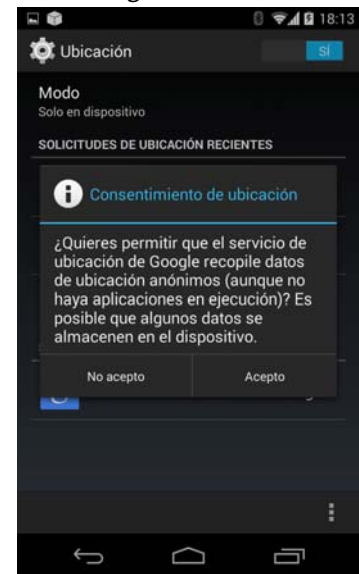 18:13
Ubicación
SÍ
Modo
Solo en dispositivo
SOLICITUDES DE UBICACIÓN RECIENTES
Consentimiento de ubicación
¿Quieres permitir que el servicio de
ubicación de Google recopile datos
de ubicación anónimos (aunque no
haya aplicaciones en ejecución)? Es
posible que algunos datos se
almacenen en el dispositivo.
No acepto
Acepto